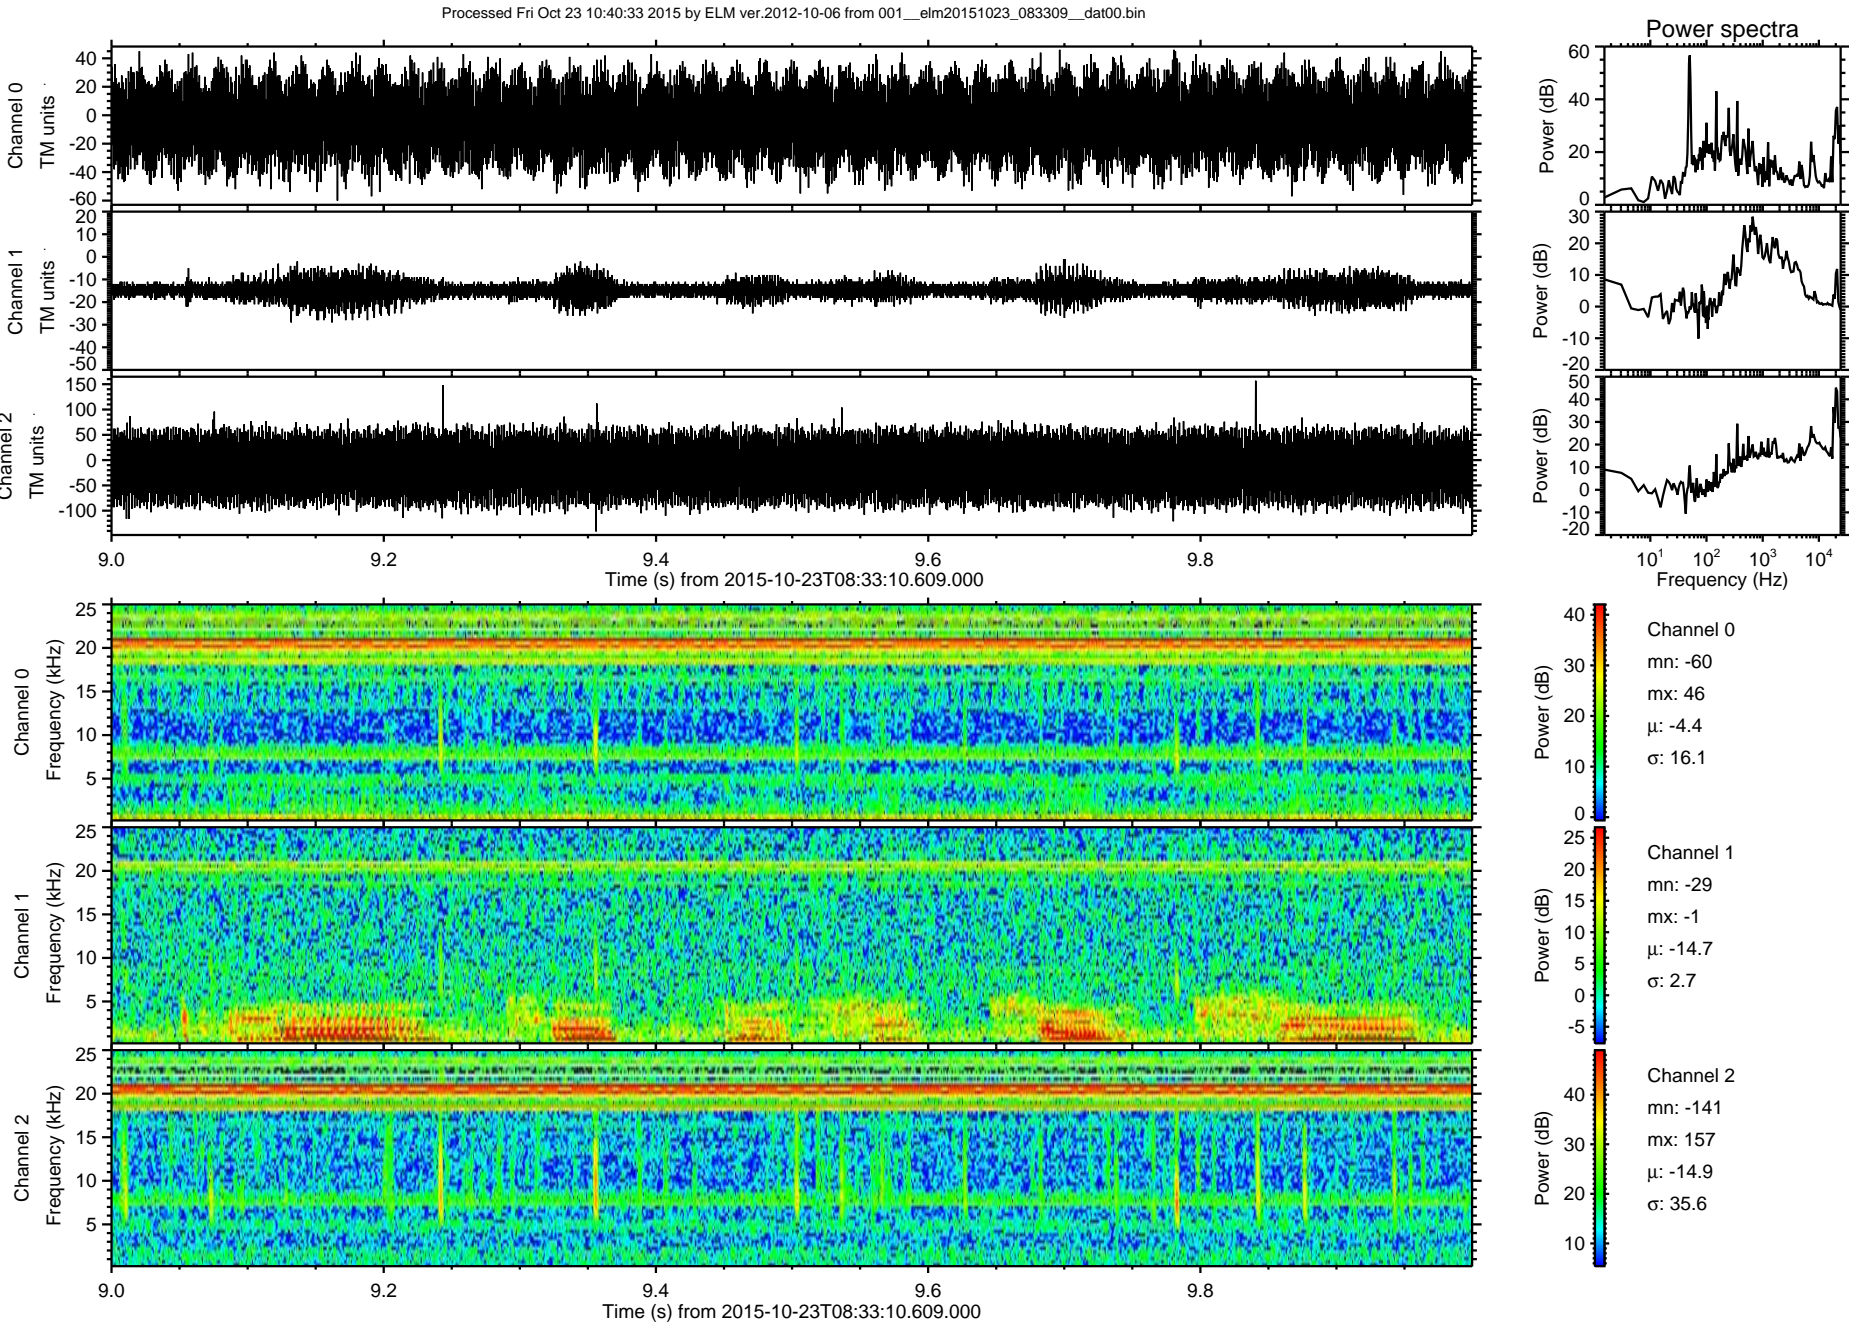 Processed Fri Oct 23 10:40:33 2015 by ELM ver.2012-10-06 from 001__elm20151023_083309__dat00.bin
Power spectra
Channel 0
TM units
40
20
0
-20
-40
-60
Power (dB)
60
40
20
0
Channel 1
TM units
20
10
0
-10
-20
-30
-40
-50
Power (dB)
30
20
10
0
-10
-20
Channel 2
TM units
150
100
50
0
-50
-100
Power (dB)
50
40
30
20
10
0
-10
-20
9.0 9.2 9.4 9.6 9.8
Time (s) from 2015-10-23T08:33:10.609.000
10¹ 10² 10³ 10⁴
Frequency (Hz)
Channel 0
Frequency (kHz)
25
20
15
10
5
Power (dB)
40
30
20
10
0
Channel 0
mn: -60
mx: 46
μ: -4.4
σ: 16.1
Channel 1
Frequency (kHz)
25
20
15
10
5
Power (dB)
25
20
15
10
5
0
-5
Channel 1
mn: -29
mx: -1
μ: -14.7
σ: 2.7
Channel 2
Frequency (kHz)
25
20
15
10
5
Power (dB)
40
30
20
10
Channel 2
mn: -141
mx: 157
μ: -14.9
σ: 35.6
9.0 9.2 9.4 9.6 9.8
Time (s) from 2015-10-23T08:33:10.609.000